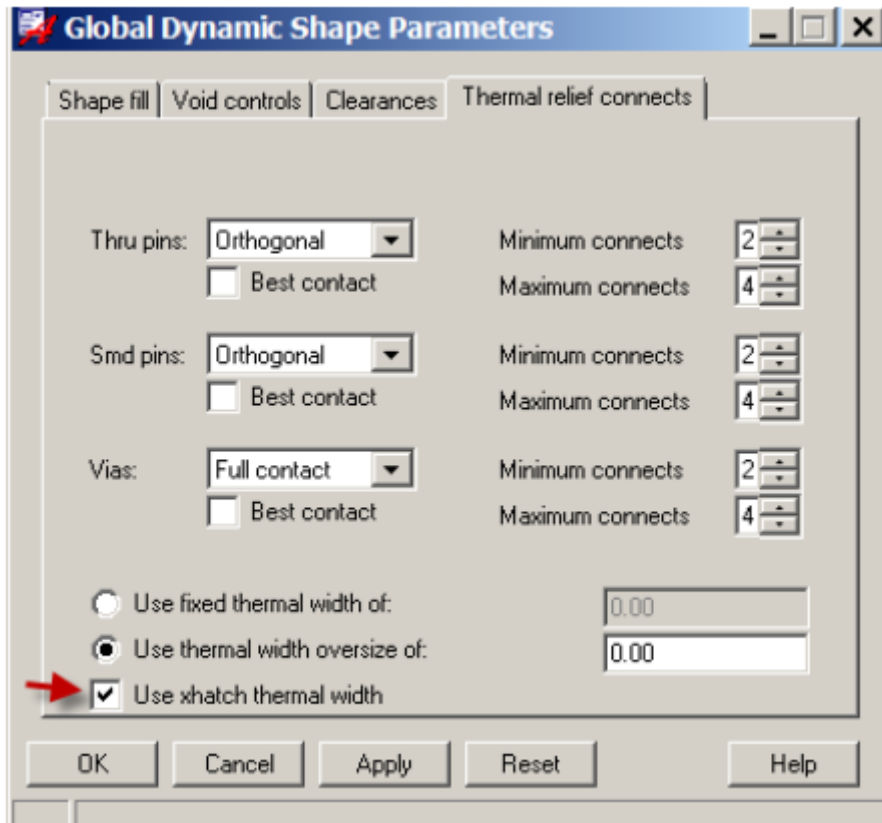 Global Dynamic Shape Parameters
Shape fill Void controls Clearances Thermal relief connects
Thru pins: Orthogonal Minimum connects 2
Best contact Maximum connects 4
Smd pins: Orthogonal Minimum connects 2
Best contact Maximum connects 4
Vias: Full contact Minimum connects 2
Best contact Maximum connects 4
Use fixed thermal width of: 0.00
Use thermal width oversize of: 0.00
Use xhatch thermal width
OK Cancel Apply Reset Help